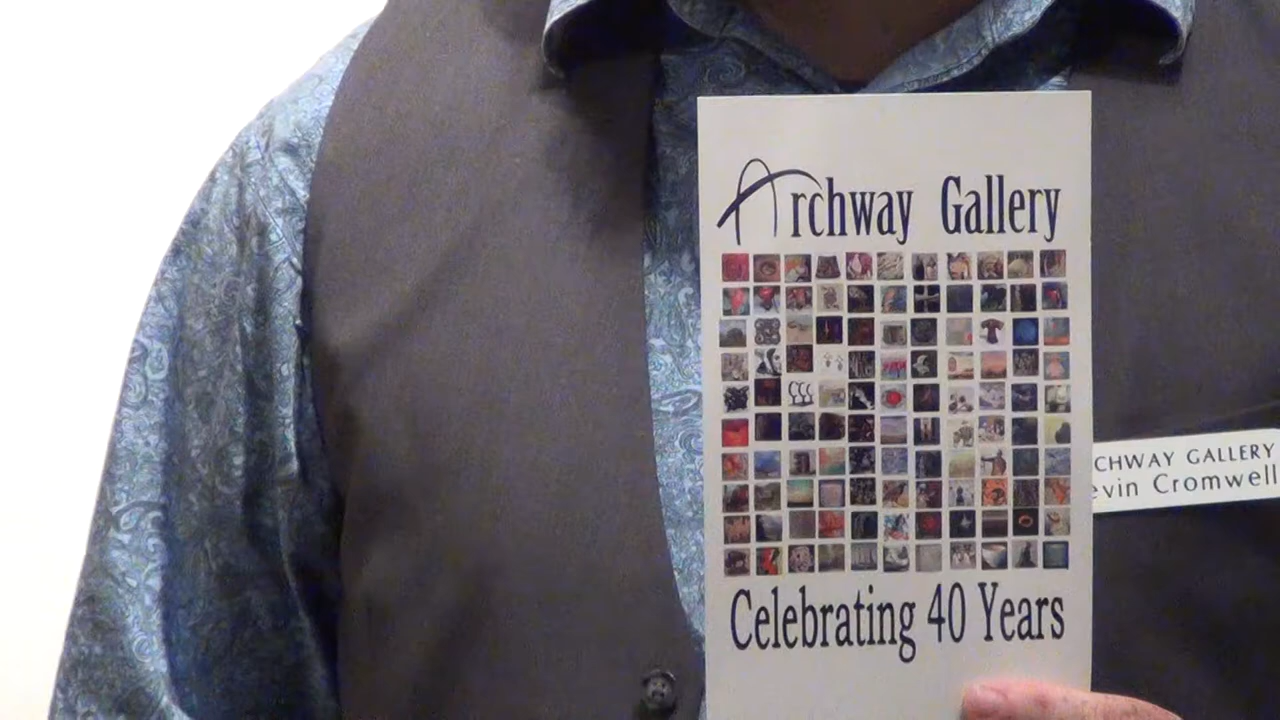 Archway Gallery
Celebrating 40 Years
CHWAY GALLERY
evin Cromwell